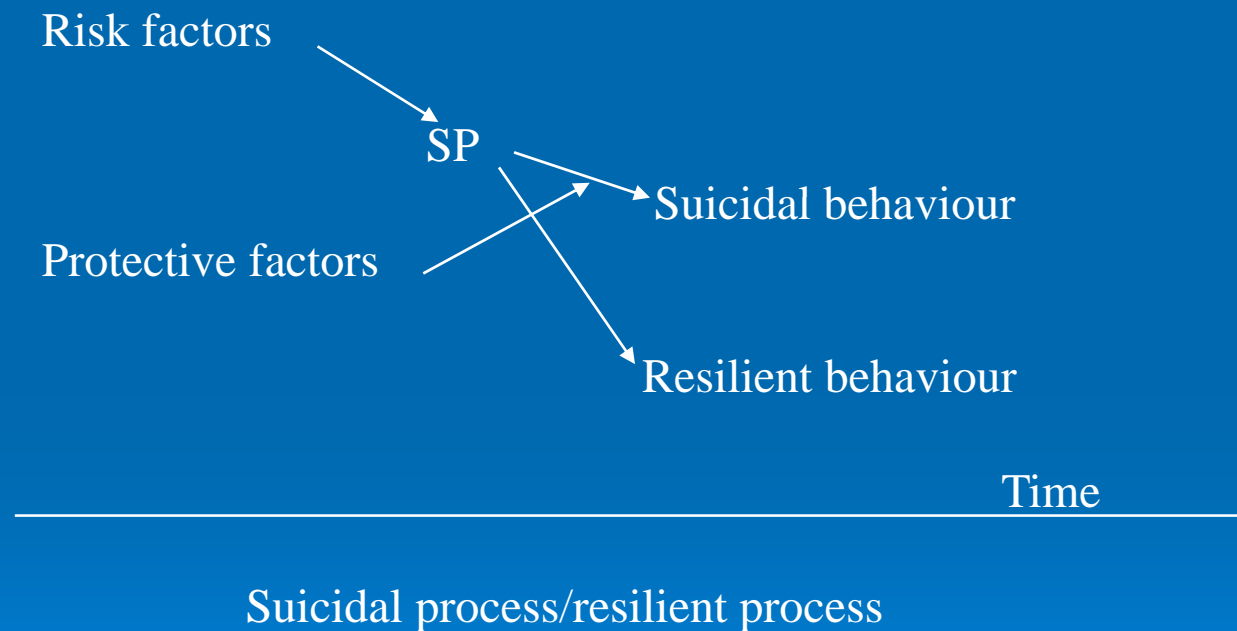 Risk factors
SP
Suicidal behaviour
Protective factors
Resilient behaviour
Time
Suicidal process/resilient process